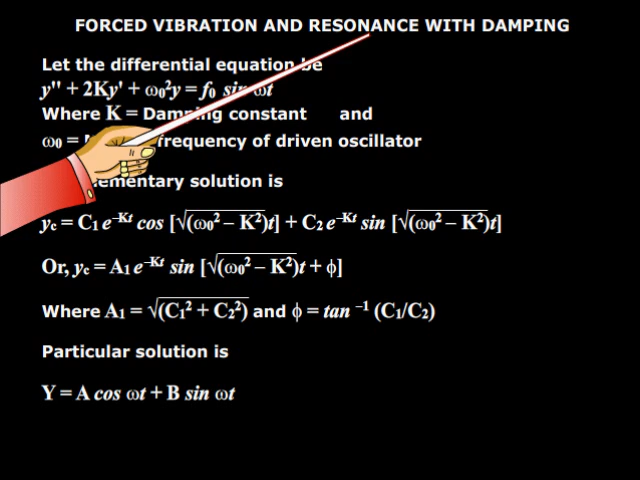 FORCED VIBRATION AND RESONANCE WITH DAMPING
Let the differential equation be
y'' + 2Ky' + ω₀²y = f₀ sin ωt
Where K = Damping constant and
ω₀ = frequency of driven oscillator
solution is
y꜀ = C₁ e⁻ᴷᵗ cos [√(ω₀² – K²)t] + C₂ e⁻ᴷᵗ sin [√(ω₀² – K²)t]
Or, y꜀ = A₁ e⁻ᴷᵗ sin [√(ω₀² – K²)t + ϕ]
Where A₁ = √(C₁² + C₂²) and ϕ = tan ⁻¹ (C₁/C₂)
Particular solution is
Y = A cos ωt + B sin ωt